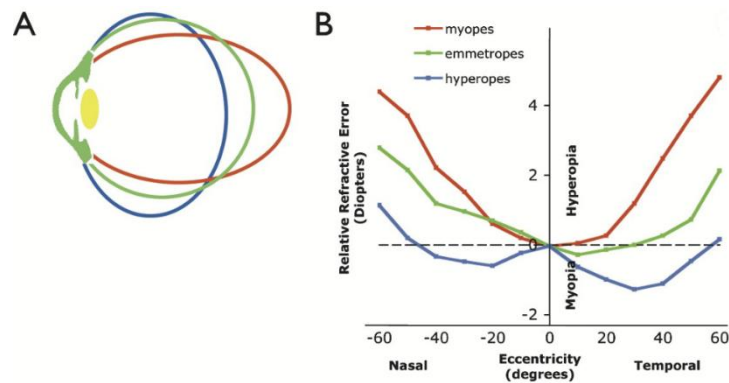 A
B
myopes
emmetropes
hyperopes
Relative Refractive Error
(Diopters)
4
2
0
-2
Hyperopia
Myopia
-60 -40 -20 0 20 40 60
Nasal Eccentricity Temporal
(degrees)